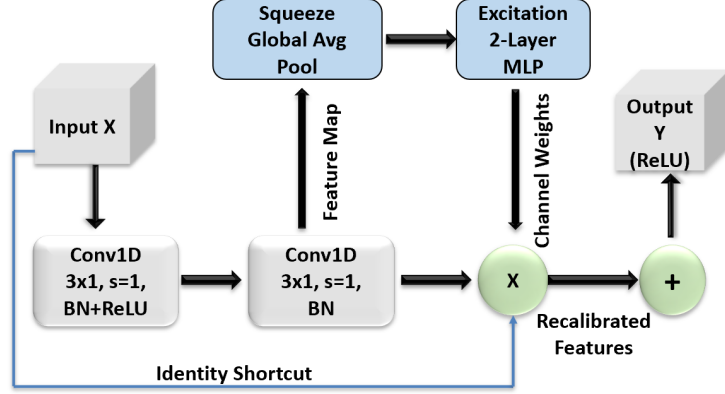 Squeeze
Global Avg
Pool
Excitation
2-Layer
MLP
Input X
Feature Map
Channel Weights
Output
Y
(ReLU)
Conv1D
3x1, s=1,
BN+ReLU
Conv1D
3x1, s=1,
BN
X
+
Recalibrated
Features
Identity Shortcut